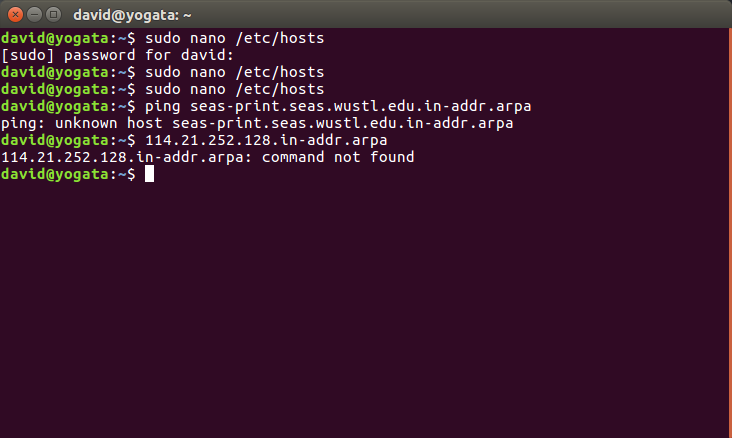 david@yogata: ~
david@yogata:~$ sudo nano /etc/hosts
[sudo] password for david:
david@yogata:~$ sudo nano /etc/hosts
david@yogata:~$ sudo nano /etc/hosts
david@yogata:~$ ping seas-print.seas.wustl.edu.in-addr.arpa
ping: unknown host seas-print.seas.wustl.edu.in-addr.arpa
david@yogata:~$ 114.21.252.128.in-addr.arpa
114.21.252.128.in-addr.arpa: command not found
david@yogata:~$